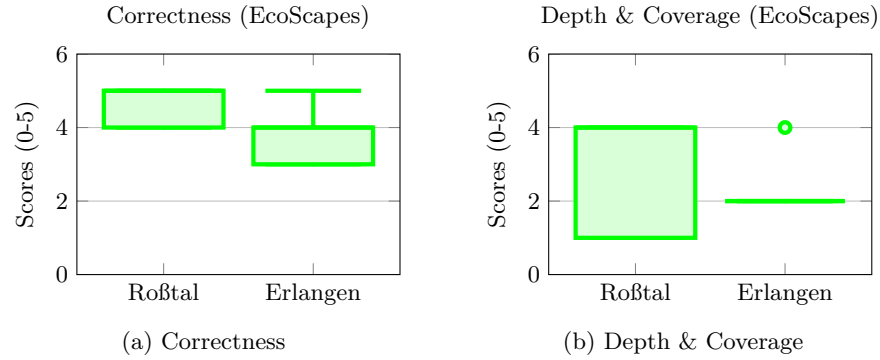 Correctness (EcoScapes)
Scores (0-5)
6
4
2
0
Roßtal Erlangen
(a) Correctness
Depth & Coverage (EcoScapes)
Scores (0-5)
6
4
2
0
Roßtal Erlangen
(b) Depth & Coverage